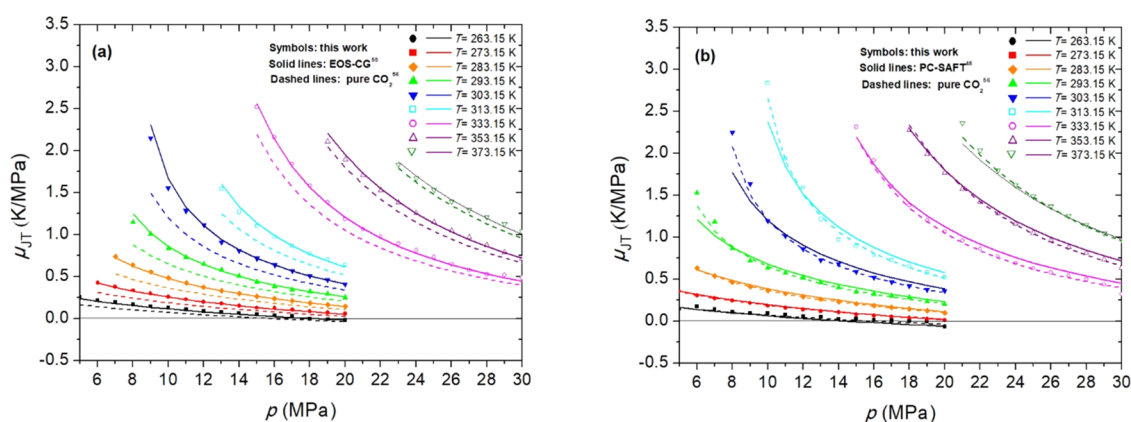 (a)
Symbols: this work
Solid lines: EOS-CG55
Dashed lines: pure CO2 56
T= 263.15 K
T= 273.15 K
T= 283.15 K
T= 293.15 K
T= 303.15 K
T= 313.15 K
T= 333.15 K
T= 353.15 K
T= 373.15 K
μJT (K/MPa)
3.5
3.0
2.5
2.0
1.5
1.0
0.5
0.0
-0.5
6 8 10 12 14 16 18 20 22 24 26 28 30
p (MPa)
(b)
Symbols: this work
Solid lines: PC-SAFT48
Dashed lines: pure CO2 56
T= 263.15 K
T= 273.15 K
T= 283.15 K
T= 293.15 K
T= 303.15 K
T= 313.15 K
T= 333.15 K
T= 353.15 K
T= 373.15 K
μJT (K/MPa)
3.5
3.0
2.5
2.0
1.5
1.0
0.5
0.0
-0.5
6 8 10 12 14 16 18 20 22 24 26 28 30
p (MPa)